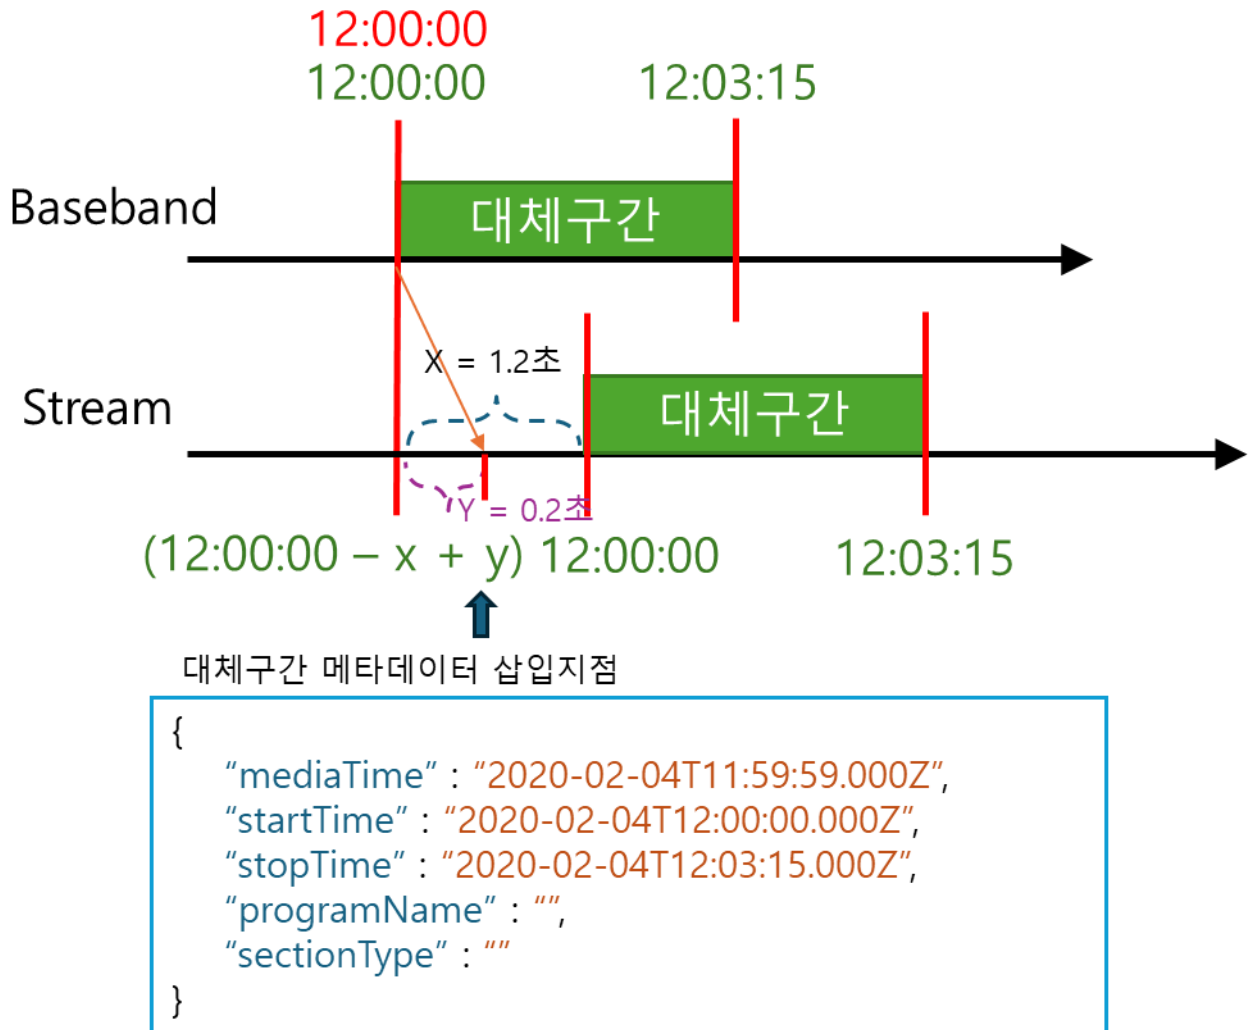 12:00:00
12:00:00
12:03:15
Baseband
대체구간
X = 1.2초
Stream
대체구간
Y = 0.2초
(12:00:00 – x + y) 12:00:00
12:03:15
대체구간 메타데이터 삽입지점
{
“mediaTime” : “2020-02-04T11:59:59.000Z”,
“startTime” : “2020-02-04T12:00:00.000Z”,
“stopTime” : “2020-02-04T12:03:15.000Z”,
“programName” : “”,
“sectionType” : “”
}